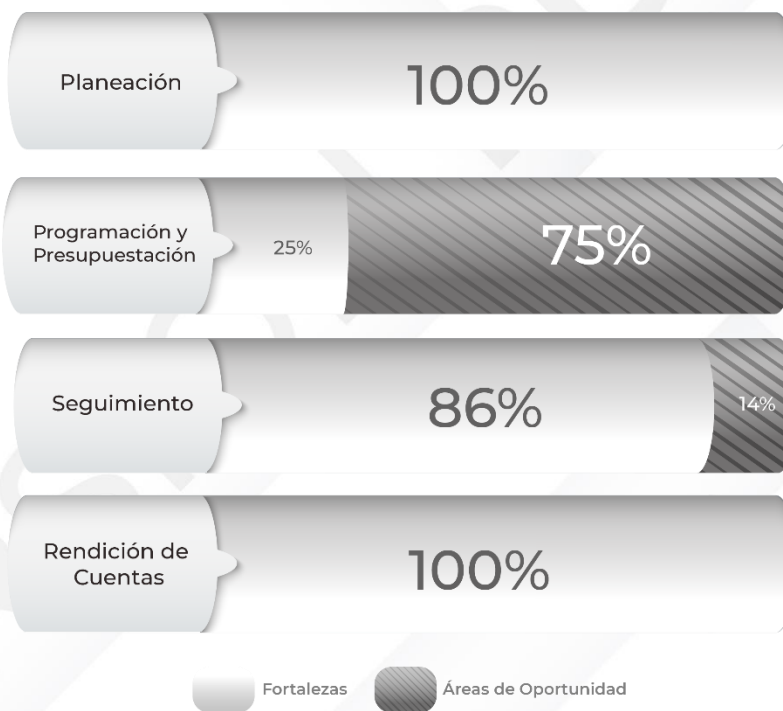 Planeación
100%
Programación y
Presupuestación
25%
75%
Seguimiento
86%
14%
Rendición de
Cuentas
100%
Fortalezas
Áreas de Oportunidad